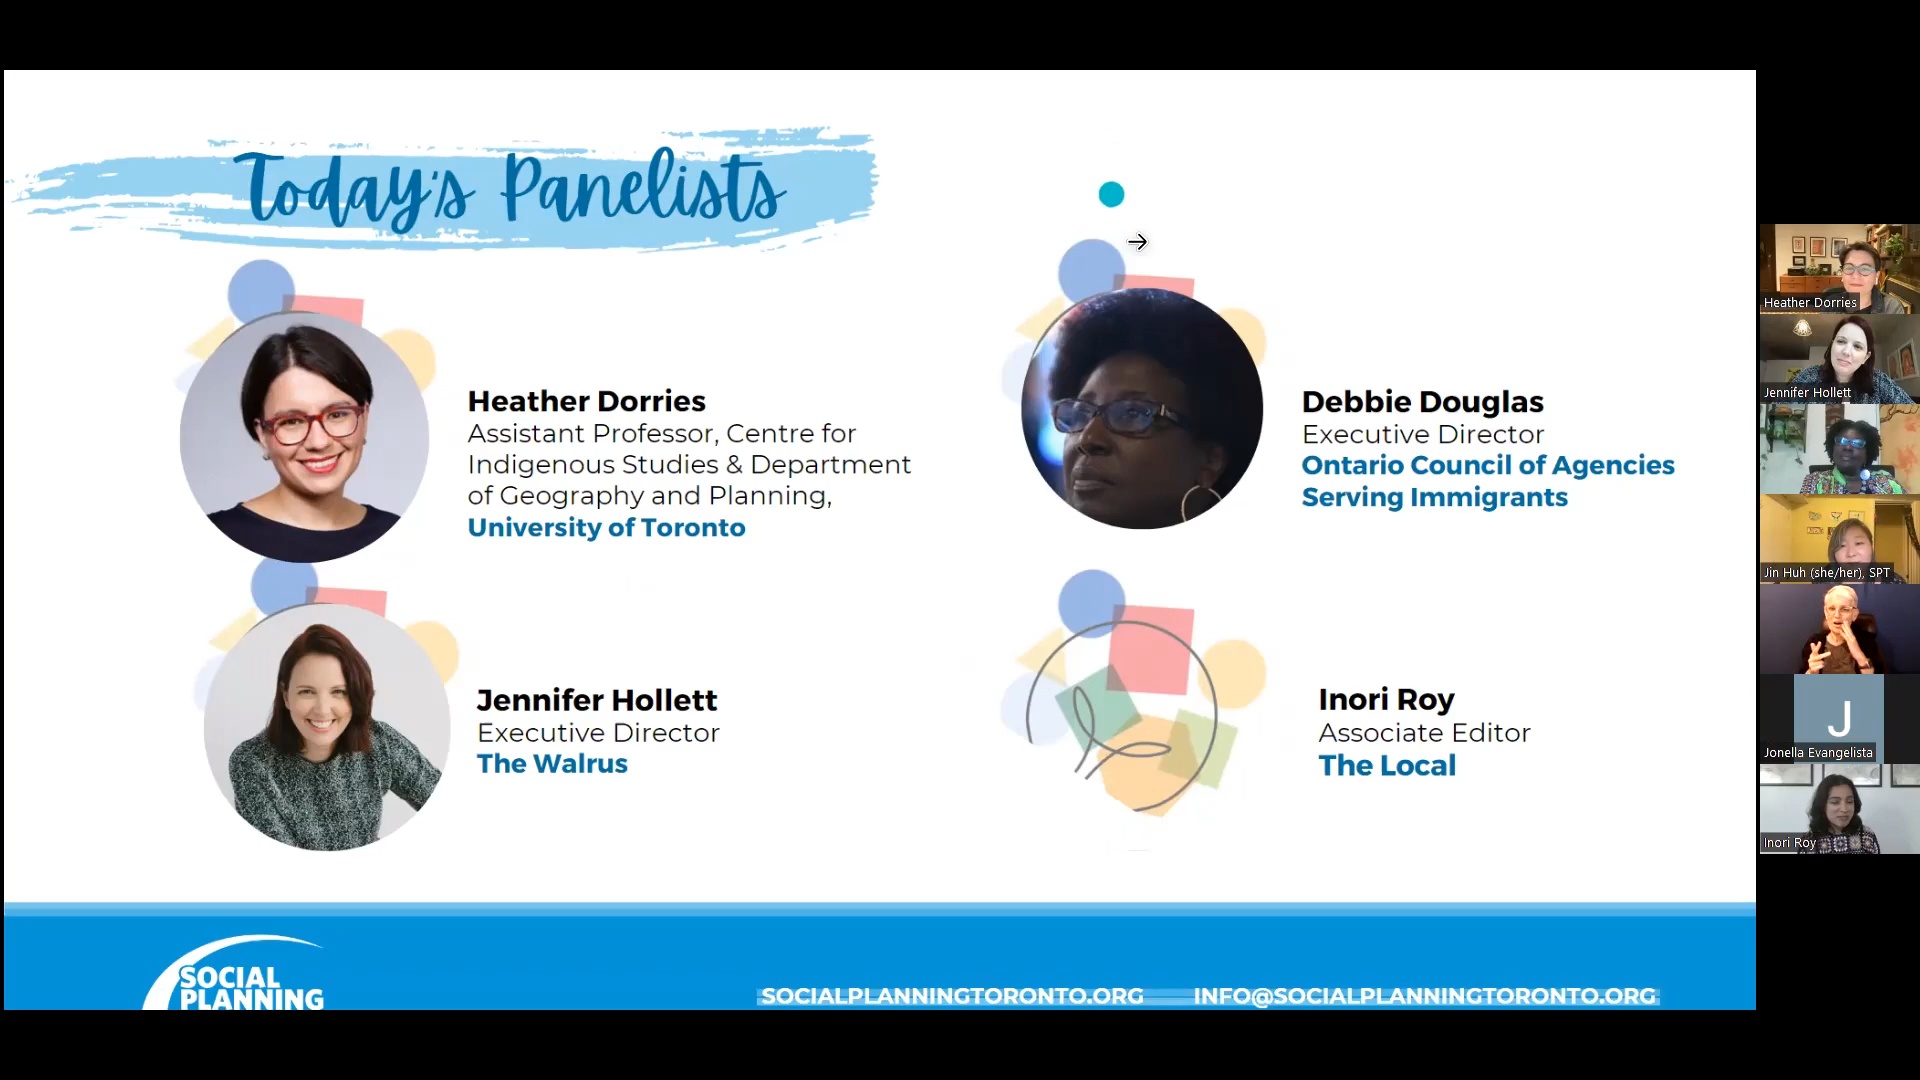 Today's Panelists
Heather Dorries
Assistant Professor, Centre for
Indigenous Studies & Department
of Geography and Planning,
University of Toronto
Debbie Douglas
Executive Director
Ontario Council of Agencies
Serving Immigrants
Jennifer Hollett
Executive Director
The Walrus
Inori Roy
Associate Editor
The Local
SOCIAL
PLANNING
SOCIALPLANNINGTORONTO.ORG
INFO@SOCIALPLANNINGTORONTO.ORG
Heather Dorries
Jennifer Hollett
Jin Huh (she/her), SPT
J
Jonella Evangelista
Inori Roy